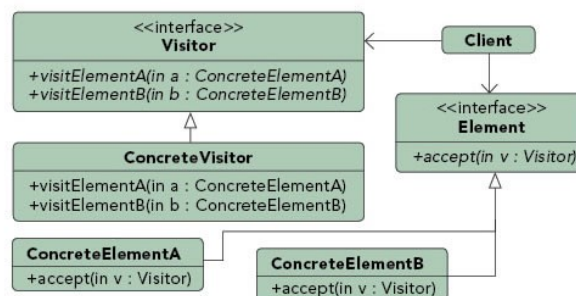 <<interface>>
Visitor
+visitElementA(in a : ConcreteElementA)
+visitElementB(in b : ConcreteElementB)
Client
<<interface>>
Element
+accept(in v : Visitor)
ConcreteVisitor
+visitElementA(in a : ConcreteElementA)
+visitElementB(in b : ConcreteElementB)
ConcreteElementA
+accept(in v : Visitor)
ConcreteElementB
+accept(in v : Visitor)